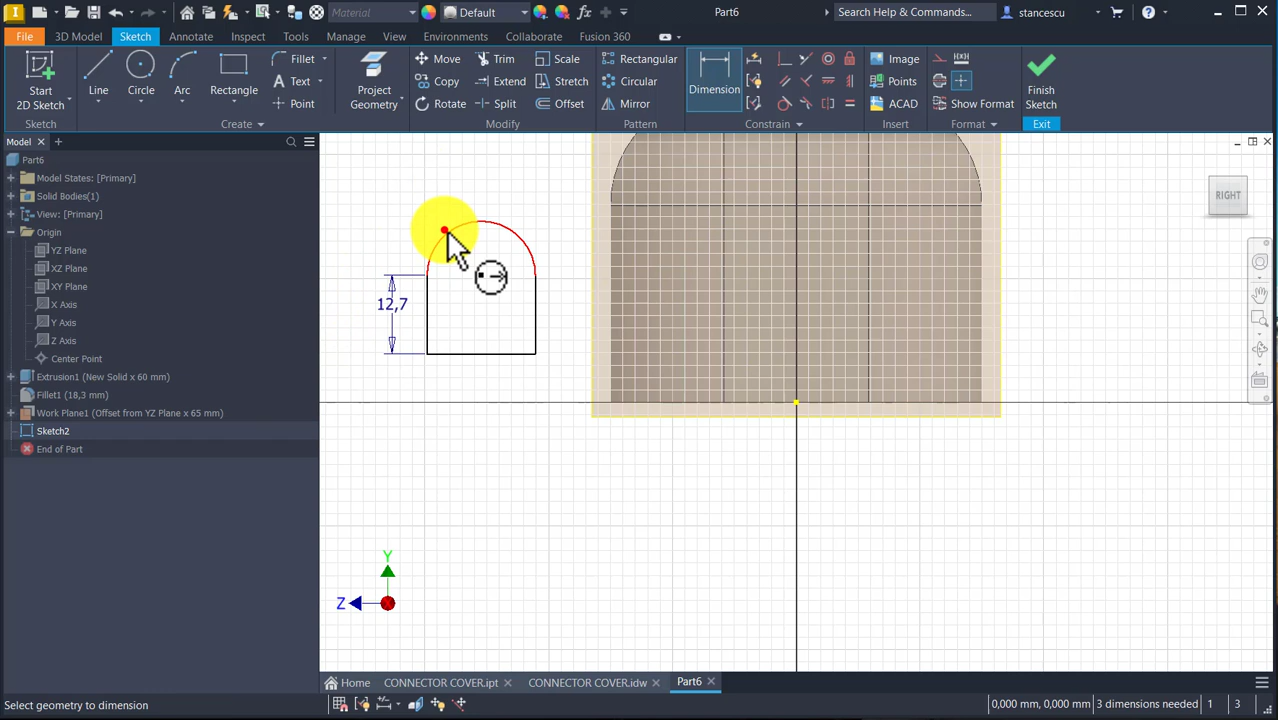 Material Default fx Part6 Search Help & Commands... stancescu
File 3D Model Sketch Annotate Inspect Tools Manage View Environments Collaborate Fusion 360
Start 2D Sketch
Line Circle Arc Rectangle
Fillet
Text
Point
Project Geometry
Move Trim Scale
Copy Extend Stretch
Rotate Split Offset
Rectangular
Circular
Mirror
Dimension
Image
Points
ACAD
Show Format
Finish Sketch
Sketch Create Modify Pattern Constrain Insert Format Exit
Model
Part6
Model States: [Primary]
Solid Bodies(1)
View: [Primary]
Origin
YZ Plane
XZ Plane
XY Plane
X Axis
Y Axis
Z Axis
Center Point
Extrusion1 (New Solid x 60 mm)
Fillet1 (18,3 mm)
Work Plane1 (Offset from YZ Plane x 65 mm)
Sketch2
End of Part
12,7
RIGHT
Y
Z
X
Home CONNECTOR COVER.ipt CONNECTOR COVER.idw Part6
Select geometry to dimension
0,000 mm, 0,000 mm 3 dimensions needed 1 3